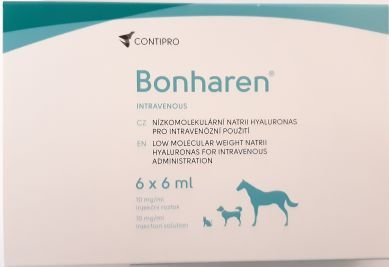 CONTIPRO
Bonharen®
INTRAVENOUS
CZ NÍZKOMOLEKULÁRNÍ NATRII HYALURONAS
PRO INTRAVENÓZNÍ POUŽITÍ
EN LOW MOLECULAR WEIGHT NATRII
HYALURONAS FOR INTRAVENOUS
ADMINISTRATION
6 x 6 ml
10 mg/ml
injekční roztok
10 mg/ml
injection solution